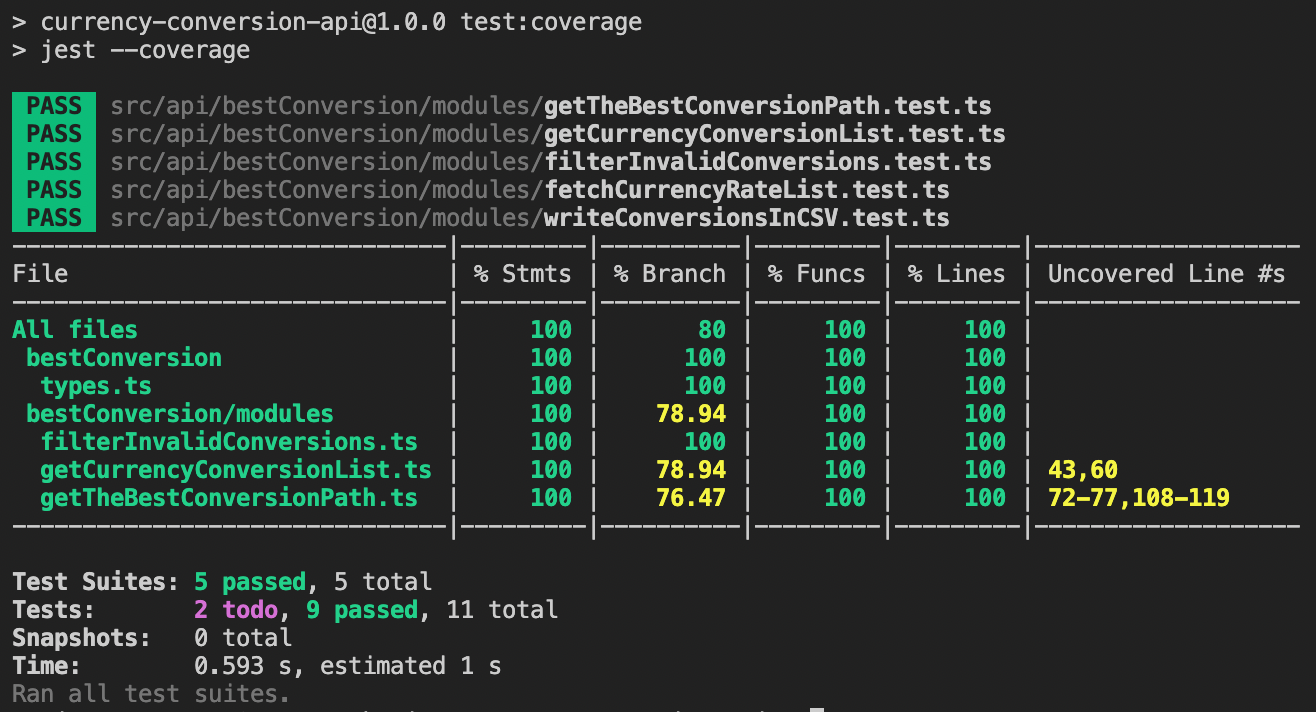 > currency-conversion-api@1.0.0 test:coverage
> jest --coverage
PASS src/api/bestConversion/modules/getTheBestConversionPath.test.ts
PASS src/api/bestConversion/modules/getCurrencyConversionList.test.ts
PASS src/api/bestConversion/modules/filterInvalidConversions.test.ts
PASS src/api/bestConversion/modules/fetchCurrencyRateList.test.ts
PASS src/api/bestConversion/modules/writeConversionsInCSV.test.ts
-------------------------------|---------|----------|---------|---------|-------------------
File                           | % Stmts | % Branch | % Funcs | % Lines | Uncovered Line #s
-------------------------------|---------|----------|---------|---------|-------------------
All files                      |     100 |       80 |     100 |     100 |
 bestConversion                |     100 |      100 |     100 |     100 |
  types.ts                     |     100 |      100 |     100 |     100 |
 bestConversion/modules        |     100 |    78.94 |     100 |     100 |
  filterInvalidConversions.ts  |     100 |      100 |     100 |     100 |
  getCurrencyConversionList.ts |     100 |    78.94 |     100 |     100 | 43,60
  getTheBestConversionPath.ts  |     100 |    76.47 |     100 |     100 | 72-77,108-119
-------------------------------|---------|----------|---------|---------|-------------------
Test Suites: 5 passed, 5 total
Tests:       2 todo, 9 passed, 11 total
Snapshots:   0 total
Time:        0.593 s, estimated 1 s
Ran all test suites.